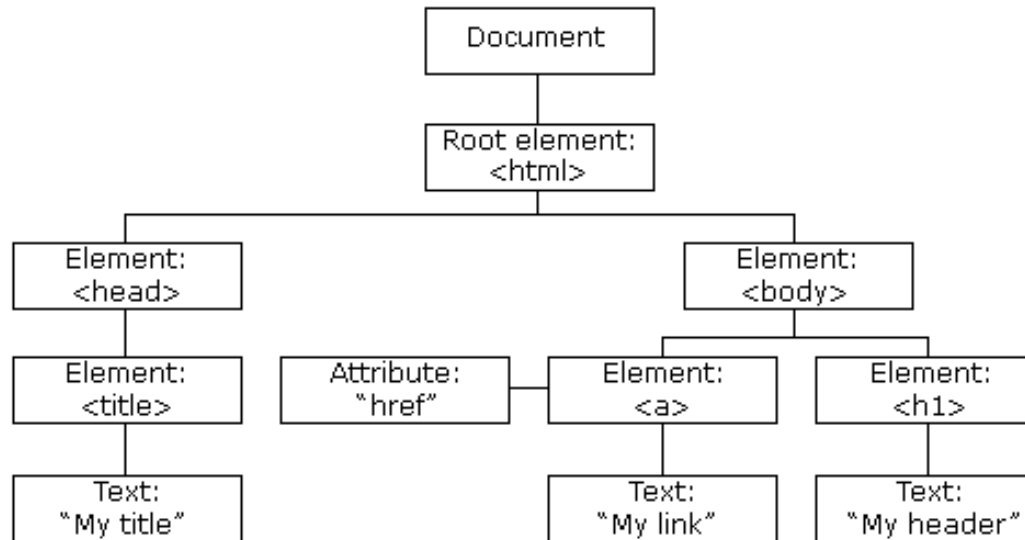 Document
Root element:
<html>
Element:
<head>
Element:
<body>
Element:
<title>
Attribute:
“href”
Element:
<a>
Element:
<h1>
Text:
“My title”
Text:
“My link”
Text:
“My header”